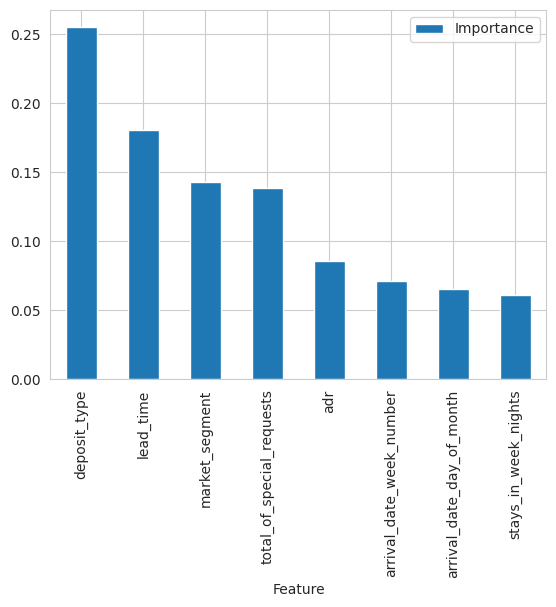 Importance
0.25
0.20
0.15
0.10
0.05
0.00
deposit_type
lead_time
market_segment
total_of_special_requests
adr
arrival_date_week_number
arrival_date_day_of_month
stays_in_week_nights
Feature